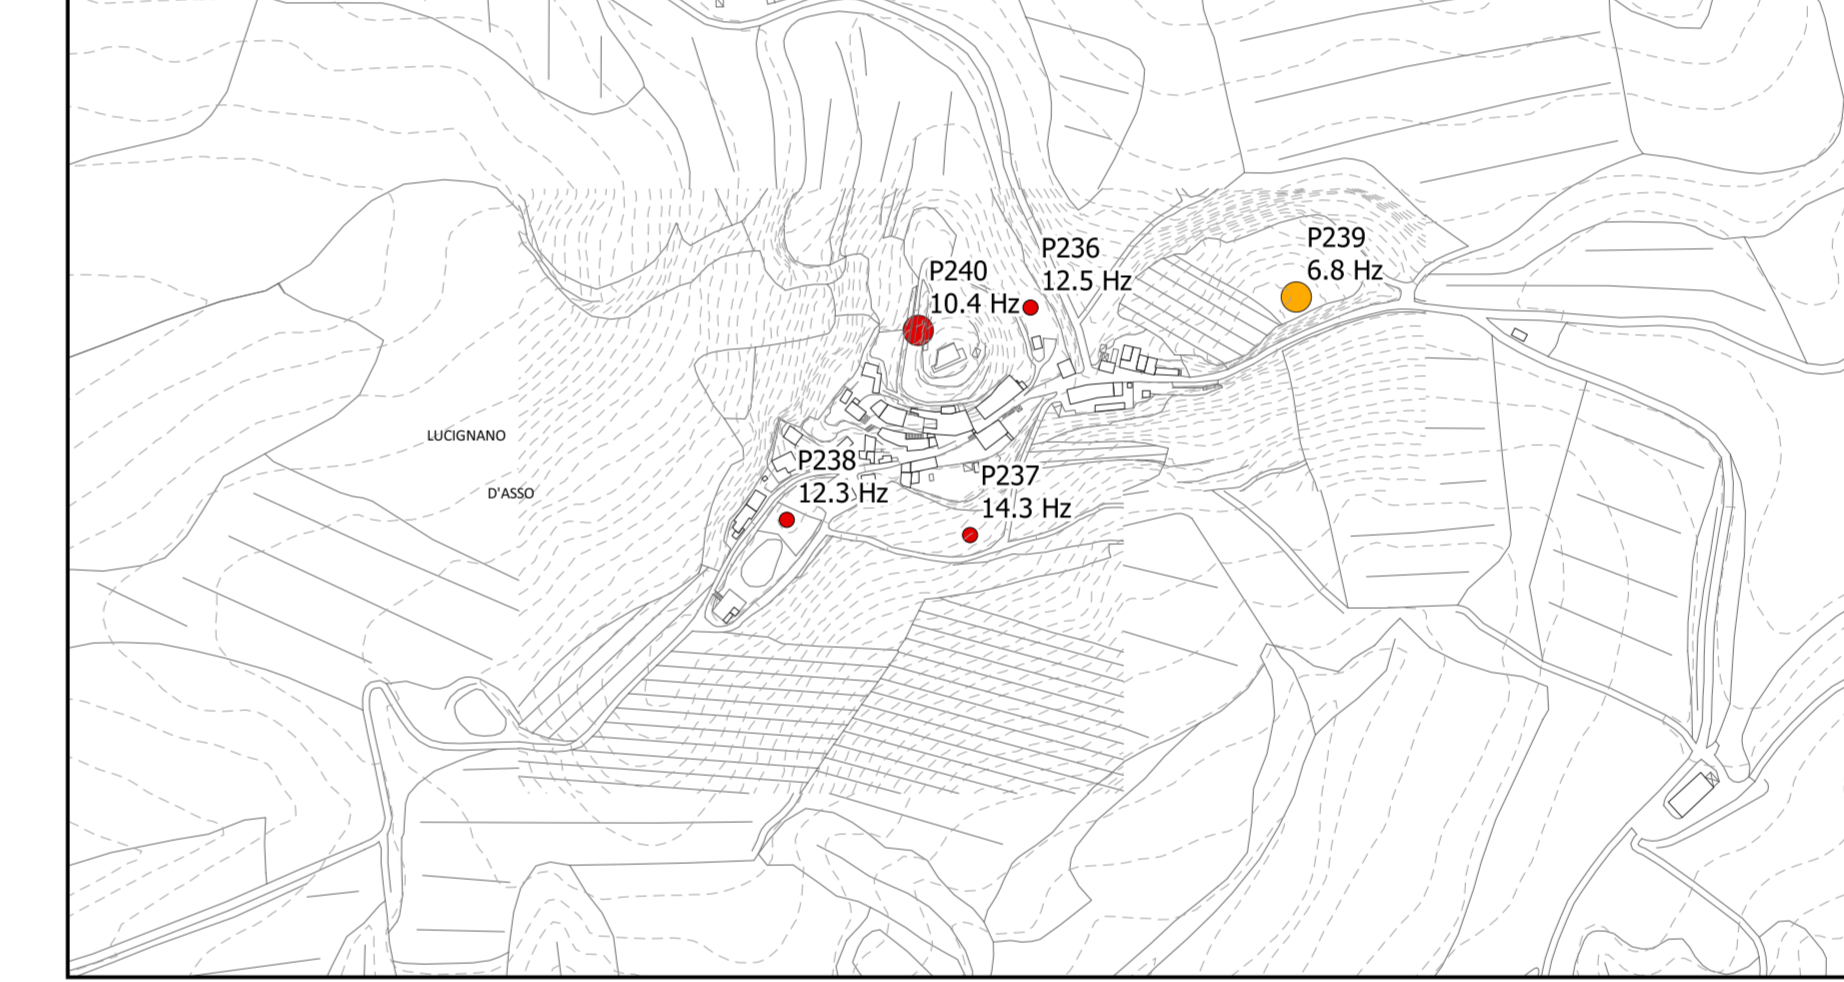 P239
6.8 Hz
P236
12.5 Hz
P240
10.4 Hz
LUCIGNANO
D'ASSO
P238
12.3 Hz
P237
14.3 Hz